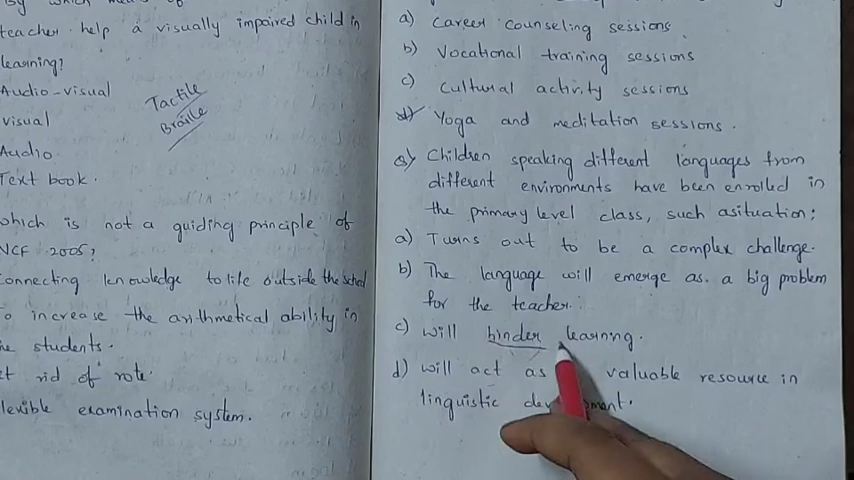 teacher help a visually impaired child in
learning?
Audio-visual
visual
Audio
Text book.
Tactile
Braille
which is not a guiding principle of
NCF 2005?
connecting knowledge to life outside the school
to increase the arithmetical ability in
the students.
rid of rote.
flexible examination system.
a) Career counseling sessions
b) Vocational training sessions
c) Cultural activity sessions
d) Yoga and meditation sessions.
Q) Children speaking different languages from
different environments have been enrolled in
the primary level class, such a situation;
a) Turns out to be a complex challenge.
b) The language will emerge as a big problem
for the teacher.
c) will hinder learning.
d) will act as valuable resource in
linguistic